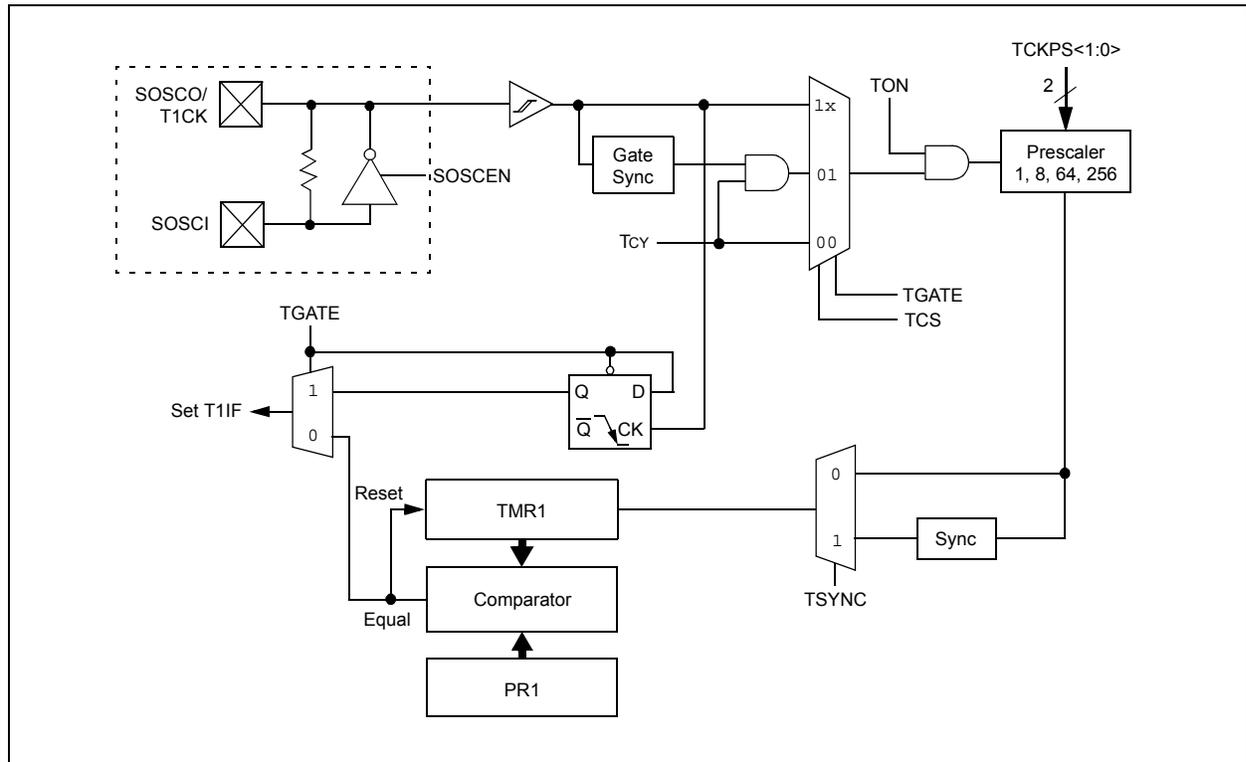 TCKPS<1:0>
2
SOSCO/
T1CK
TON
1x
Prescaler
1, 8, 64, 256
Gate
Sync
SOSCEN
01
SOSCI
TCY
00
TGATE
TCS
TGATE
1
Q
D
Set T1IF
Q
CK
0
0
Reset
TMR1
1
Sync
Comparator
TSYNC
Equal
PR1